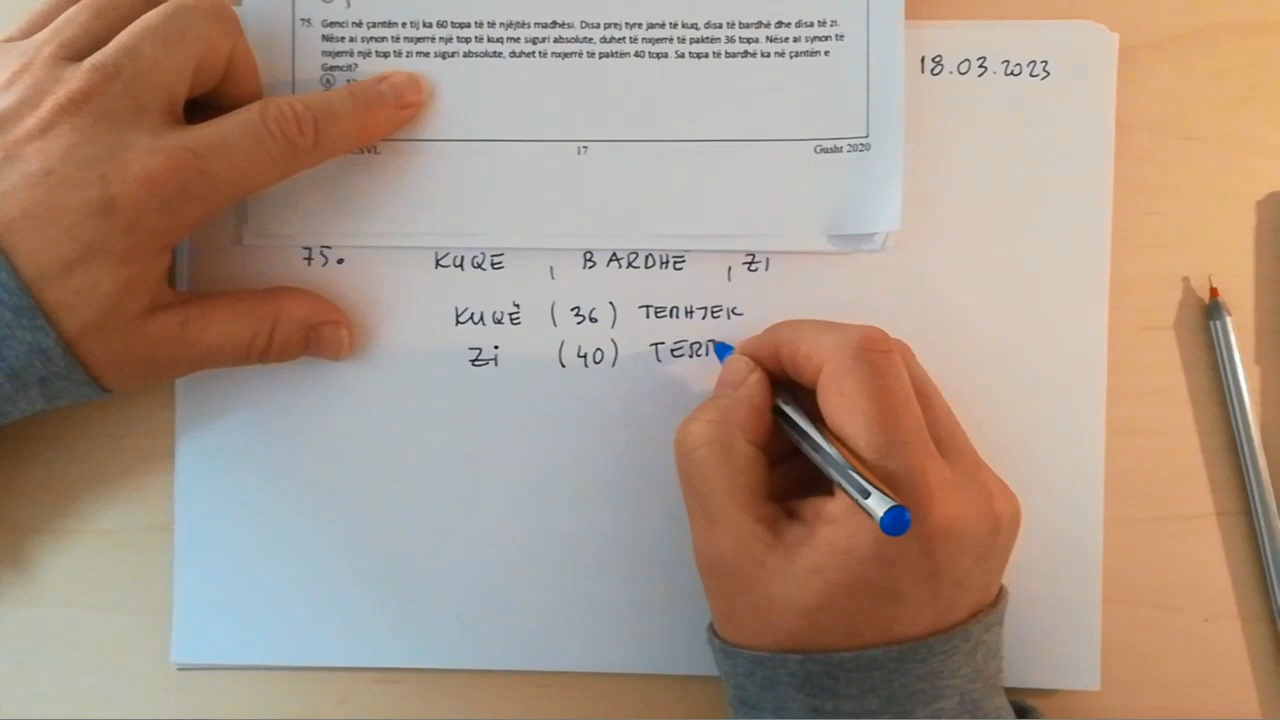 3
75. Genci në çantën e tij ka 60 topa të të njëjtës madhësi. Disa prej tyre janë të kuq, disa të bardhë dhe disa të zi.
Nëse ai synon të nxjerrë një top të kuq me siguri absolute, duhet të nxjerrë të paktën 36 topa. Nëse ai synon të
nxjerrë një top të zi me siguri absolute, duhet të nxjerrë të paktën 40 topa. Sa topa të bardhë ka në çantën e
Gencit?
A
17
Gusht 2020
18.03.2023
75. KUQE , BARDHË , ZI
KUQË (36) TERHJEK
Zi (40)